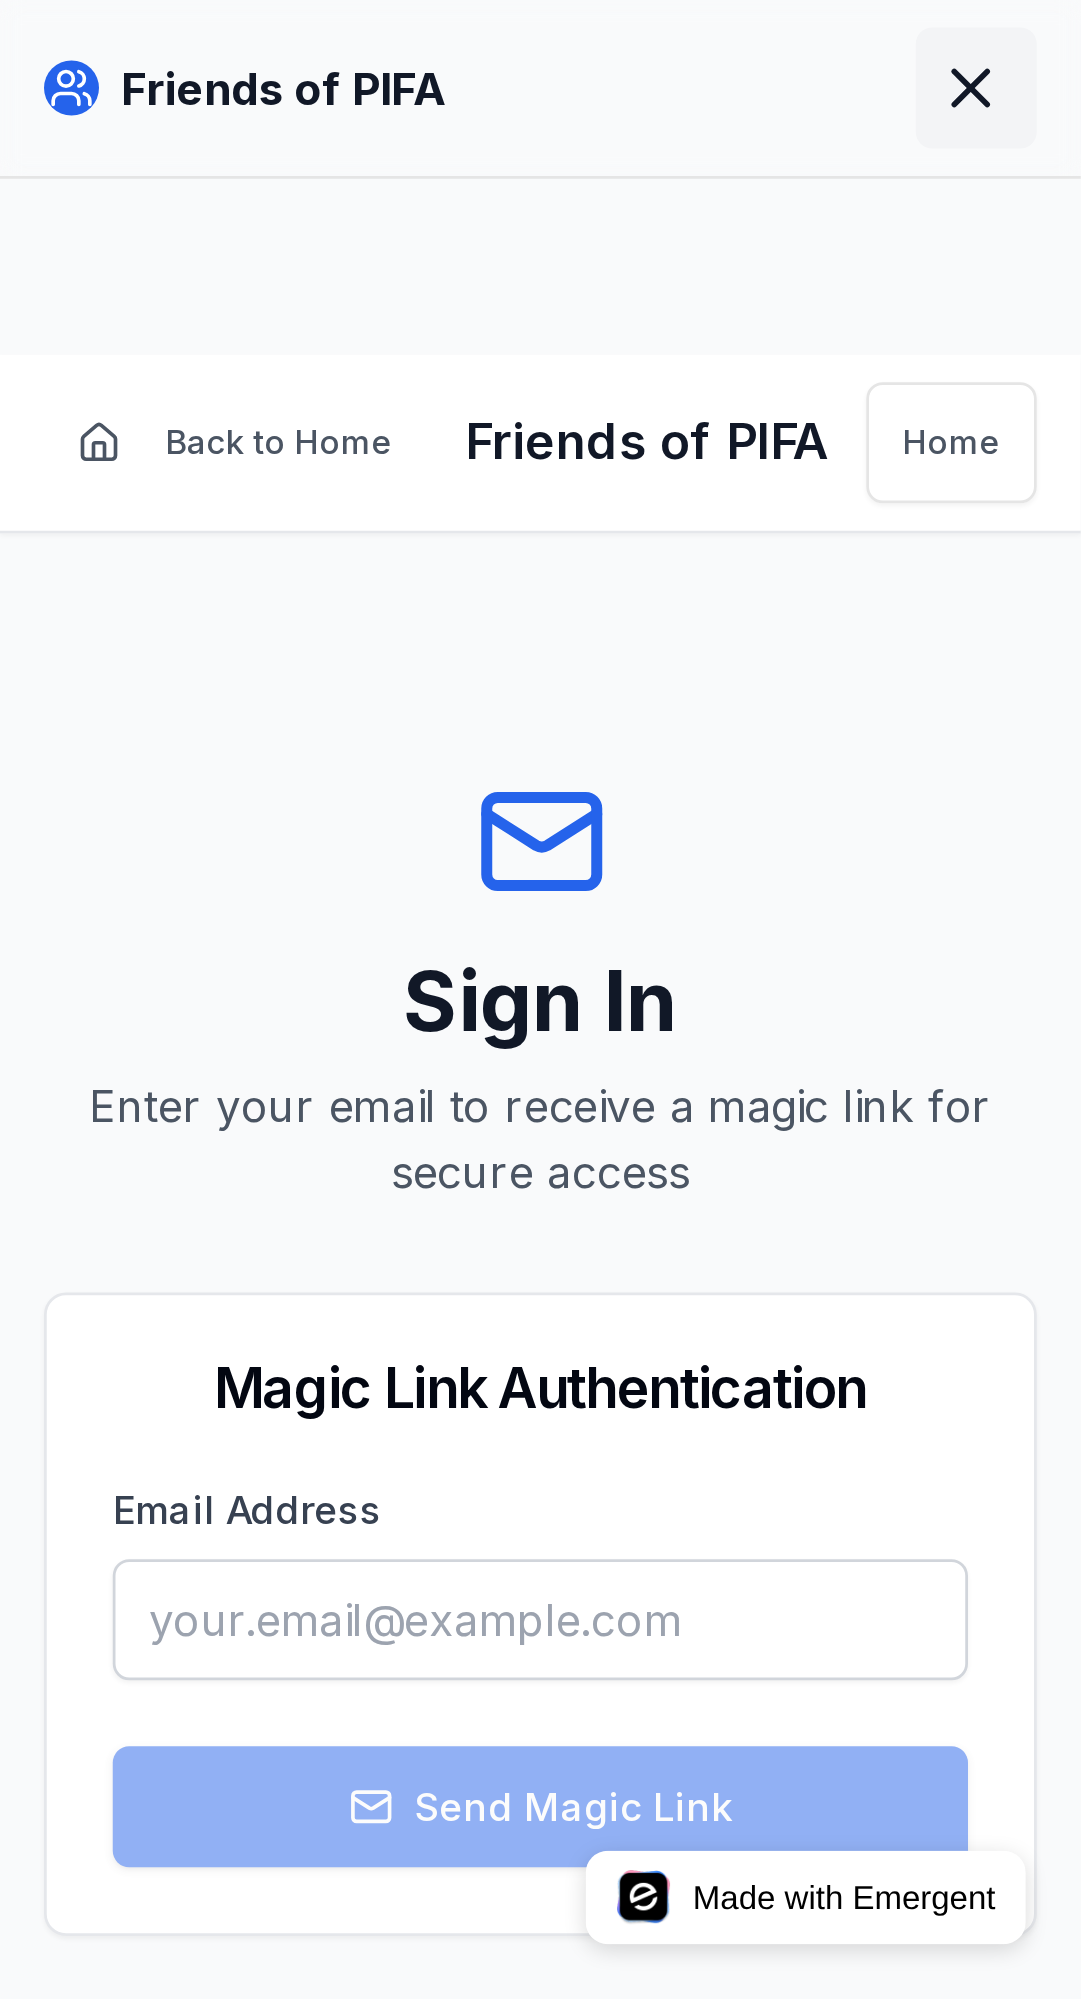 Friends of PIFA
Back to Home
Friends of PIFA
Home
Sign In
Enter your email to receive a magic link for
secure access
Magic Link Authentication
Email Address
your.email@example.com
Send Magic Link
Made with Emergent